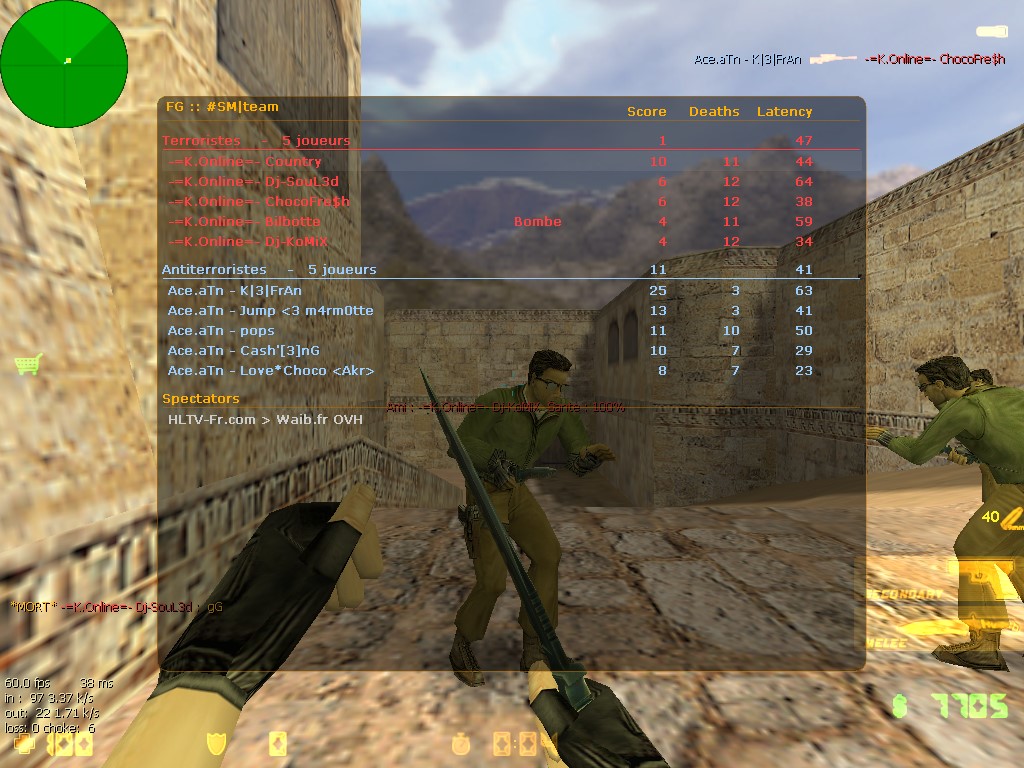 Ace.aTn - K|3|FrAn -=K.Online=- ChocoFre$h
FG :: #SM|team
Score Deaths Latency
Terroristes - 5 joueurs 1 47
-=K.Online=- Country 10 11 44
-=K.Online=- Dj-SouL3d 6 12 64
-=K.Online=- ChocoFre$h 6 12 38
-=K.Online=- Bilbotte Bombe 4 11 59
-=K.Online=- Dj-KoMiX 4 12 34
Antiterroristes - 5 joueurs 11 41
Ace.aTn - K|3|FrAn 25 3 63
Ace.aTn - Jump <3 m4rm0tte 13 3 41
Ace.aTn - pops 11 10 50
Ace.aTn - Cash'[3]nG 10 7 29
Ace.aTn - Love*Choco <Akr> 8 7 23
Spectators
HLTV-Fr.com > Waib.fr OVH
Ami : -=K.Online=- Dj-KoMiX Santé : 100%
40
SECONDARY
*MORT* -=K.Online=- Dj-SouL3d : gG
MELEE
60.0 fps 38 ms
in : 97 3.37 k/s
out: 22 1.71 k/s
loss: 0 choke: 6
$ 7705
100 0 0:0